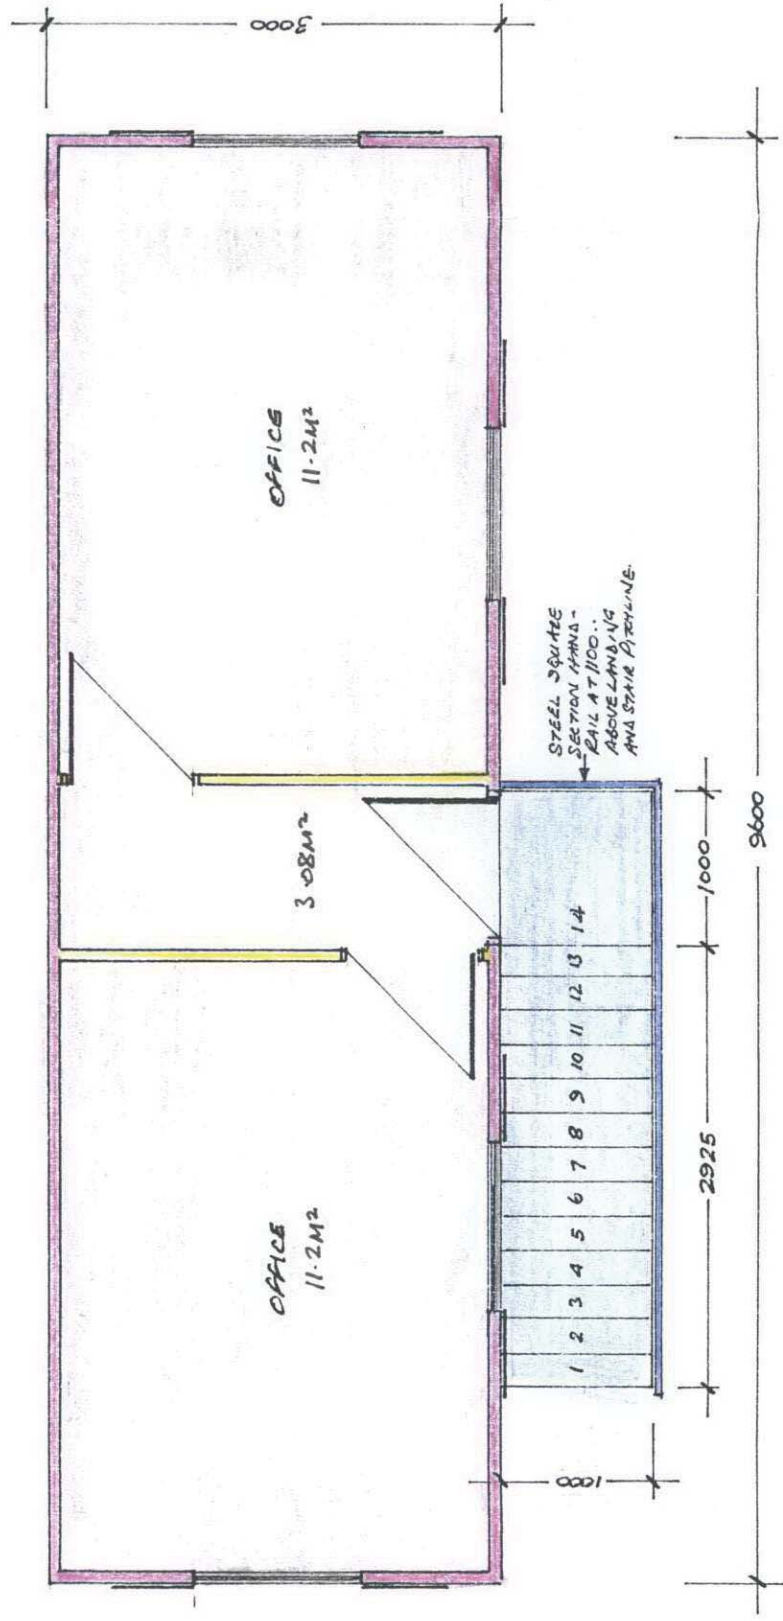 3000
OFFICE
11.2M²
3.08M²
OFFICE
11.2M²
STEEL SQUARE
SECTION HAND-
RAIL AT 1100..
ABOVE LANDING
AND STAIR PITCHLINE.
1 2 3 4 5 6 7 8 9 10 11 12 13 14
1000
2925
1000
9600